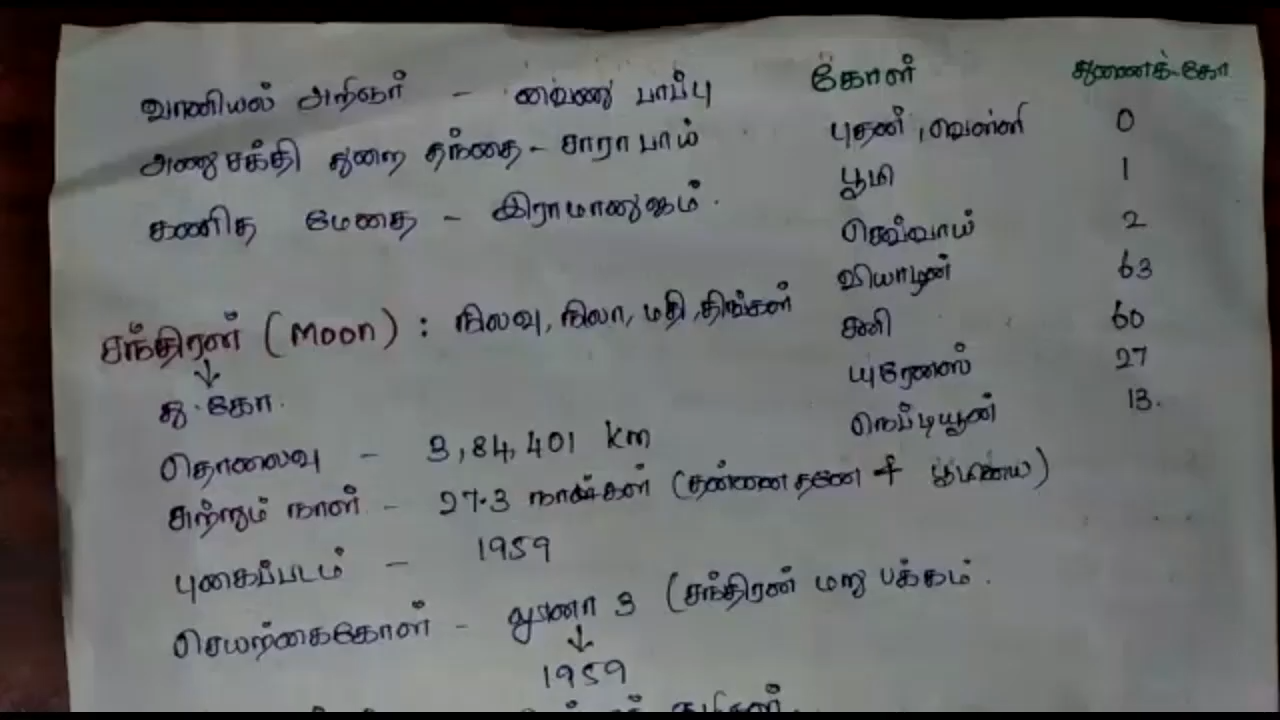 வானியல் அறிஞர் - வைணு பாப்பு
அணுசக்தி துறை தந்தை - சாராபாய்
கணித மேதை - இராமானுஜம்.
கோள் துணைக்-கோ
புதன், வெள்ளி 0
பூமி 1
செவ்வாய் 2
வியாழன் 63
சனி 60
யுரேனஸ் 27
நெப்டியூன் 13.
சந்திரன் (Moon) : நிலவு, நிலா, மதி, திங்கள்
↓
து.கோ.
தொலைவு - 3,84,401 km
சுற்றும் நாள் - 27.3 நாட்கள் (தன்னைதனே + பூமியை)
புகைப்படம் - 1959
செயற்கைகோள் - லூனா 3 (சந்திரன் மறு பக்கம்.
↓
1959